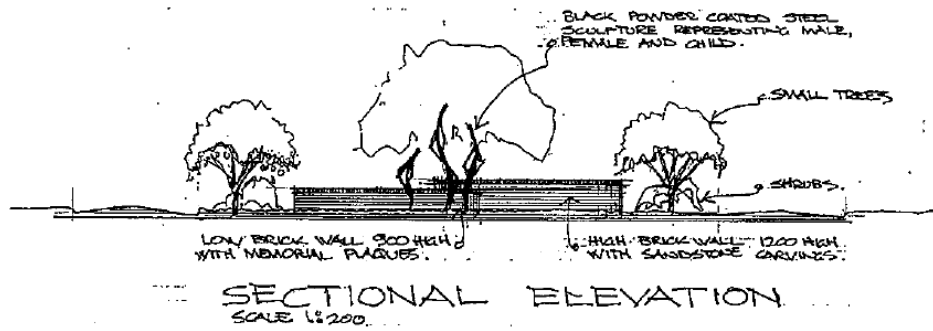 BLACK POWDER COATED STEEL
SCULPTURE REPRESENTING MALE,
FEMALE AND CHILD.
SMALL TREES
SHRUBS.
LOW BRICK WALL 900 HIGH
WITH MEMORIAL PLAQUES.
HIGH BRICK WALL 1200 HIGH
WITH SANDSTONE CARVINGS.
SECTIONAL ELEVATION
SCALE 1:200